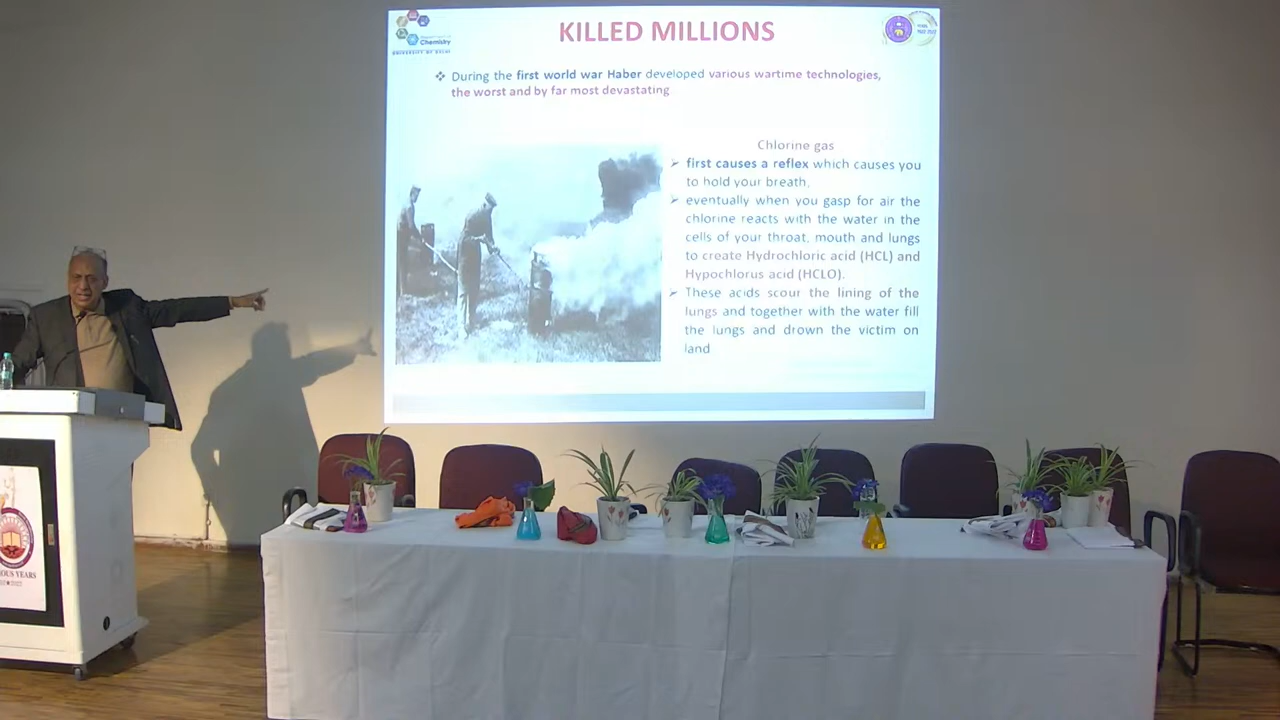 KILLED MILLIONS
Chemistry
UNIVERSITY OF DELHI
❖ During the first world war Haber developed various wartime technologies,
the worst and by far most devastating
Chlorine gas
➢ first causes a reflex which causes you
to hold your breath.
➢ eventually when you gasp for air the
chlorine reacts with the water in the
cells of your throat, mouth and lungs
to create Hydrochloric acid (HCL) and
Hypochlorus acid (HCLO).
➢ These acids scour the lining of the
lungs and together with the water fill
the lungs and drown the victim on
land
YEARS